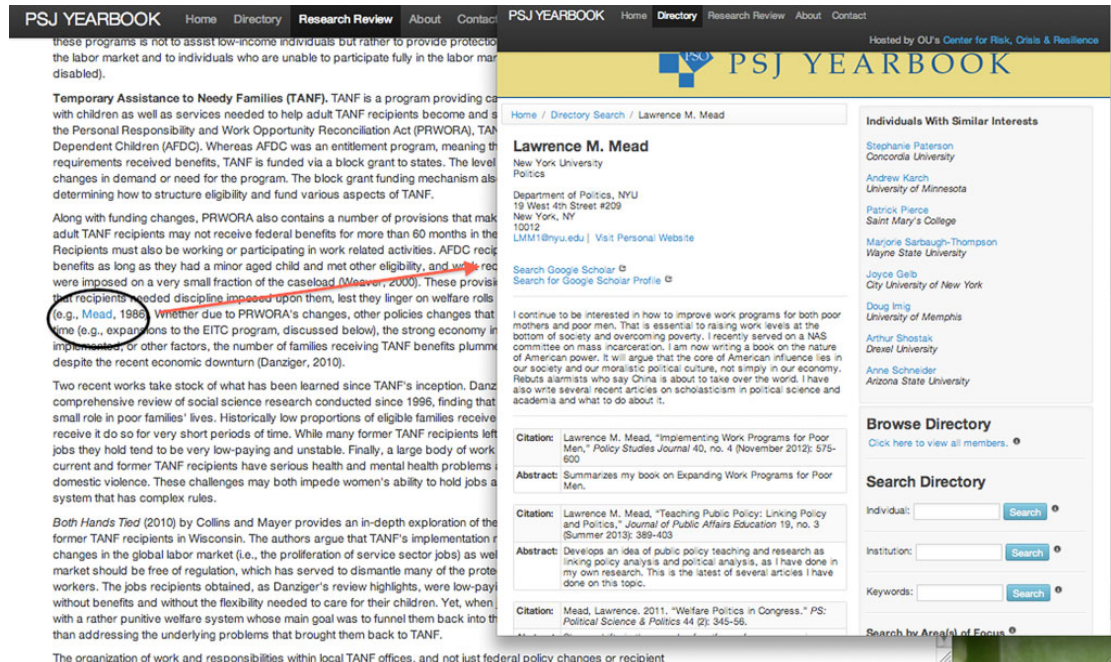 PSJ YEARBOOK Home Directory Research Review About Contact
these programs is not to assist low-income individuals but rather to provide protectio
the labor market and to individuals who are unable to participate fully in the labor mar
disabled).
Temporary Assistance to Needy Families (TANF). TANF is a program providing ca
with children as well as services needed to help adult TANF recipients become and s
the Personal Responsibility and Work Opportunity Reconciliation Act (PRWORA), TAN
Dependent Children (AFDC). Whereas AFDC was an entitlement program, meaning th
requirements received benefits, TANF is funded via a block grant to states. The level
changes in demand or need for the program. The block grant funding mechanism als
determining how to structure eligibility and fund various aspects of TANF.
Along with funding changes, PRWORA also contains a number of provisions that mak
adult TANF recipients may not receive federal benefits for more than 60 months in the
Recipients must also be working or participating in work related activities. AFDC recip
benefits as long as they had a minor aged child and met other eligibility, and work rec
were imposed on a very small fraction of the caseload (Weaver, 2000). These provisi
that recipients needed discipline imposed upon them, lest they linger on welfare rolls
(e.g., Mead, 1986). Whether due to PRWORA's changes, other policies changes that
time (e.g., expansions to the EITC program, discussed below), the strong economy in
implemented, or other factors, the number of families receiving TANF benefits plumme
despite the recent economic downturn (Danziger, 2010).
Two recent works take stock of what has been learned since TANF's inception. Danz
comprehensive review of social science research conducted since 1996, finding that
small role in poor families' lives. Historically low proportions of eligible families receive
receive it do so for very short periods of time. While many former TANF recipients left
jobs they hold tend to be very low-paying and unstable. Finally, a large body of work
current and former TANF recipients have serious health and mental health problems
domestic violence. These challenges may both impede women's ability to hold jobs a
system that has complex rules.
Both Hands Tied (2010) by Collins and Mayer provides an in-depth exploration of the
former TANF recipients in Wisconsin. The authors argue that TANF's implementation
changes in the global labor market (i.e., the proliferation of service sector jobs) as wel
market should be free of regulation, which has served to dismantle many of the prote
workers. The jobs recipients obtained, as Danziger's review highlights, were low-payi
without benefits and without the flexibility needed to care for their children. Yet, when
with a rather punitive welfare system whose main goal was to funnel them back into th
than addressing the underlying problems that brought them back to TANF.
The organization of work and responsibilities within local TANF offices, and not just federal policy changes or recipient
PSJ YEARBOOK Home Directory Research Review About Contact
Hosted by OU's Center for Risk, Crisis & Resilience
PSO PSJ YEARBOOK
Home / Directory Search / Lawrence M. Mead
Lawrence M. Mead
New York University
Politics
Department of Politics, NYU
19 West 4th Street #209
New York, NY
10012
LMM1@nyu.edu | Visit Personal Website
Search Google Scholar
Search for Google Scholar Profile
I continue to be interested in how to improve work programs for both poor
mothers and poor men. That is essential to raising work levels at the
bottom of society and overcoming poverty. I recently served on a NAS
committee on mass incarceration. I am now writing a book on the nature
of American power. It will argue that the core of American influence lies in
our society and our moralistic political culture, not simply in our economy.
Rebuts alarmists who say China is about to take over the world. I have
also write several recent articles on scholasticism in political science and
academia and what to do about it.
Citation: Lawrence M. Mead, "Implementing Work Programs for Poor
Men," Policy Studies Journal 40, no. 4 (November 2012): 575-
600
Abstract: Summarizes my book on Expanding Work Programs for Poor
Men.
Citation: Lawrence M. Mead, "Teaching Public Policy: Linking Policy
and Politics," Journal of Public Affairs Education 19, no. 3
(Summer 2013): 389-403
Abstract: Develops an idea of public policy teaching and research as
linking policy analysis and political analysis, as I have done in
my own research. This is the latest of several articles I have
done on this topic.
Citation: Mead, Lawrence. 2011. "Welfare Politics in Congress." PS:
Political Science & Politics 44 (2): 345-56.
Individuals With Similar Interests
Stephanie Paterson
Concordia University
Andrew Karch
University of Minnesota
Patrick Pierce
Saint Mary's College
Marjorie Sarbaugh-Thompson
Wayne State University
Joyce Gelb
City University of New York
Doug Imig
University of Memphis
Arthur Shostak
Drexel University
Anne Schneider
Arizona State University
Browse Directory
Click here to view all members.
Search Directory
Individual: Search
Institution: Search
Keywords: Search
Search by Area(s) of Focus